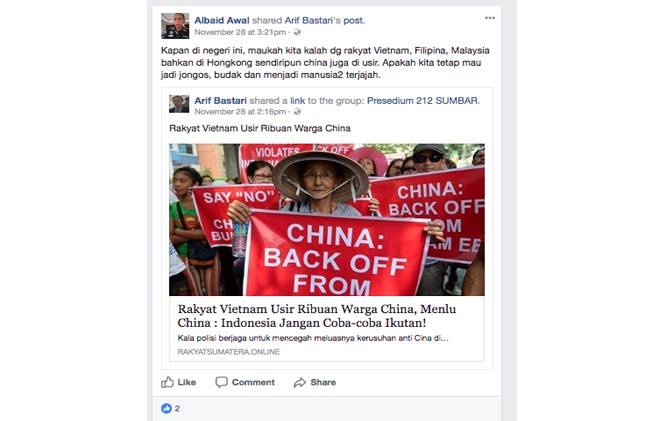 Albaid Awal shared Arif Bastari's post.
November 28 at 3:21pm
Kapan di negeri ini, maukah kita kalah dg rakyat Vietnam, Filipina, Malaysia
bahkan di Hongkong sendiripun china juga di usir. Apakah kita tetap mau
jadi jongos, budak dan menjadi manusia2 terjajah.
Arif Bastari shared a link to the group: Presedium 212 SUMBAR.
November 28 at 2:16pm
Rakyat Vietnam Usir Ribuan Warga China
VIOLATES
CK OFF
SAY "NO"
CHINA:
BACK OFF
FROM
CHINA:
BACK OFF
Rakyat Vietnam Usir Ribuan Warga China, Menlu
China : Indonesia Jangan Coba-coba Ikutan!
Kala polisi berjaga untuk mencegah meluasnya kerusuhan anti Cina di…
RAKYATSUMATERA.ONLINE
Like Comment Share
2